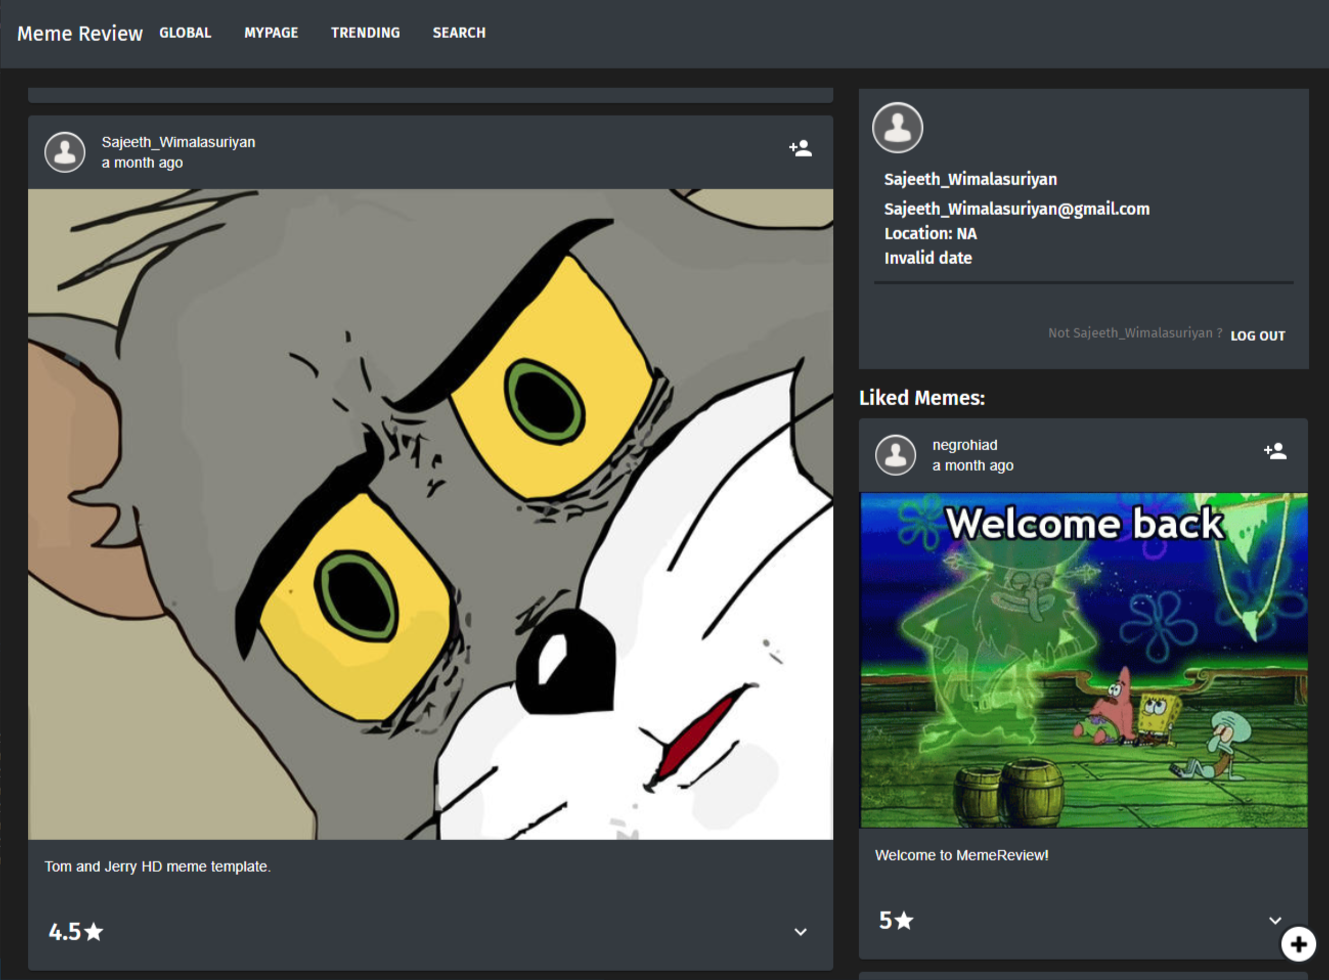 Meme Review GLOBAL MYPAGE TRENDING SEARCH
Sajeeth_Wimalasuriyan
a month ago
Tom and Jerry HD meme template.
4.5
Sajeeth_Wimalasuriyan
Sajeeth_Wimalasuriyan@gmail.com
Location: NA
Invalid date
Not Sajeeth_Wimalasuriyan ? LOG OUT
Liked Memes:
negrohiad
a month ago
Welcome back
Welcome to MemeReview!
5